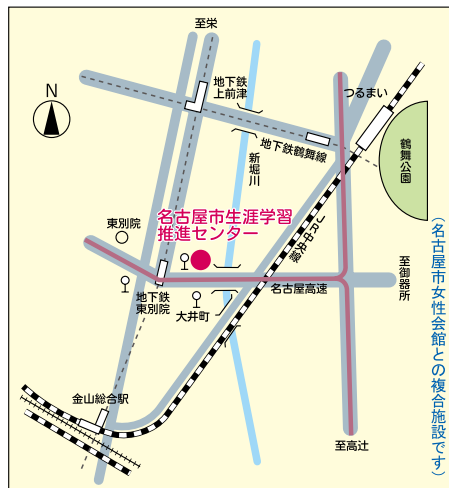 至栄
N
地下鉄
上前津
つるまい
地下鉄鶴舞線
鶴舞公園
新堀川
名古屋市生涯学習
推進センター
東別院
JR中央線
至御器所
地下鉄
東別院
名古屋高速
大井町
金山総合駅
至高辻
（名古屋市女性会館との複合施設です）